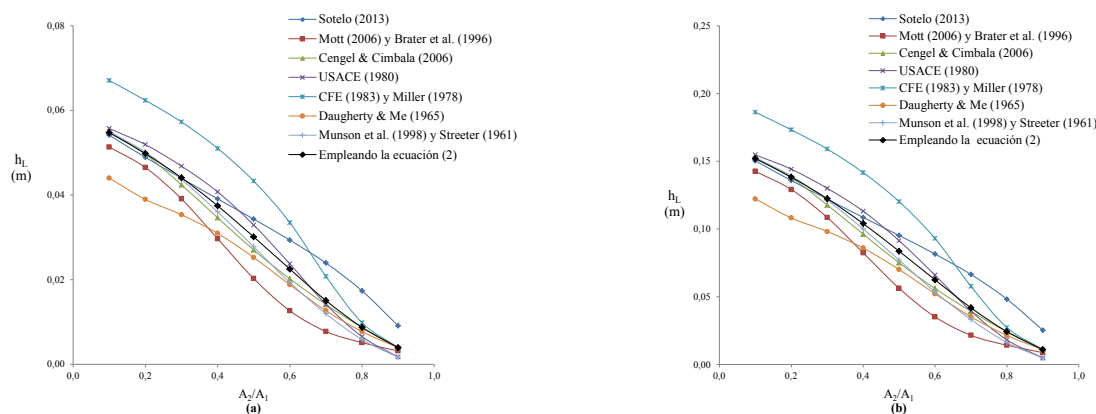 0,08
0,06
0,04
0,02
0,00
h_L
(m)
0,0 0,2 0,4 0,6 0,8 1,0
A₂/A₁
(a)
Sotelo (2013)
Mott (2006) y Brater et al. (1996)
Cengel & Cimbala (2006)
USACE (1980)
CFE (1983) y Miller (1978)
Daugherty & Me (1965)
Munson et al. (1998) y Streeter (1961)
Empleando la ecuación (2)
0,25
0,20
0,15
0,10
0,05
0,00
h_L
(m)
0,0 0,2 0,4 0,6 0,8 1,0
A₂/A₁
(b)
Sotelo (2013)
Mott (2006) y Brater et al. (1996)
Cengel & Cimbala (2006)
USACE (1980)
CFE (1983) y Miller (1978)
Daugherty & Me (1965)
Munson et al. (1998) y Streeter (1961)
Empleando la ecuación (2)